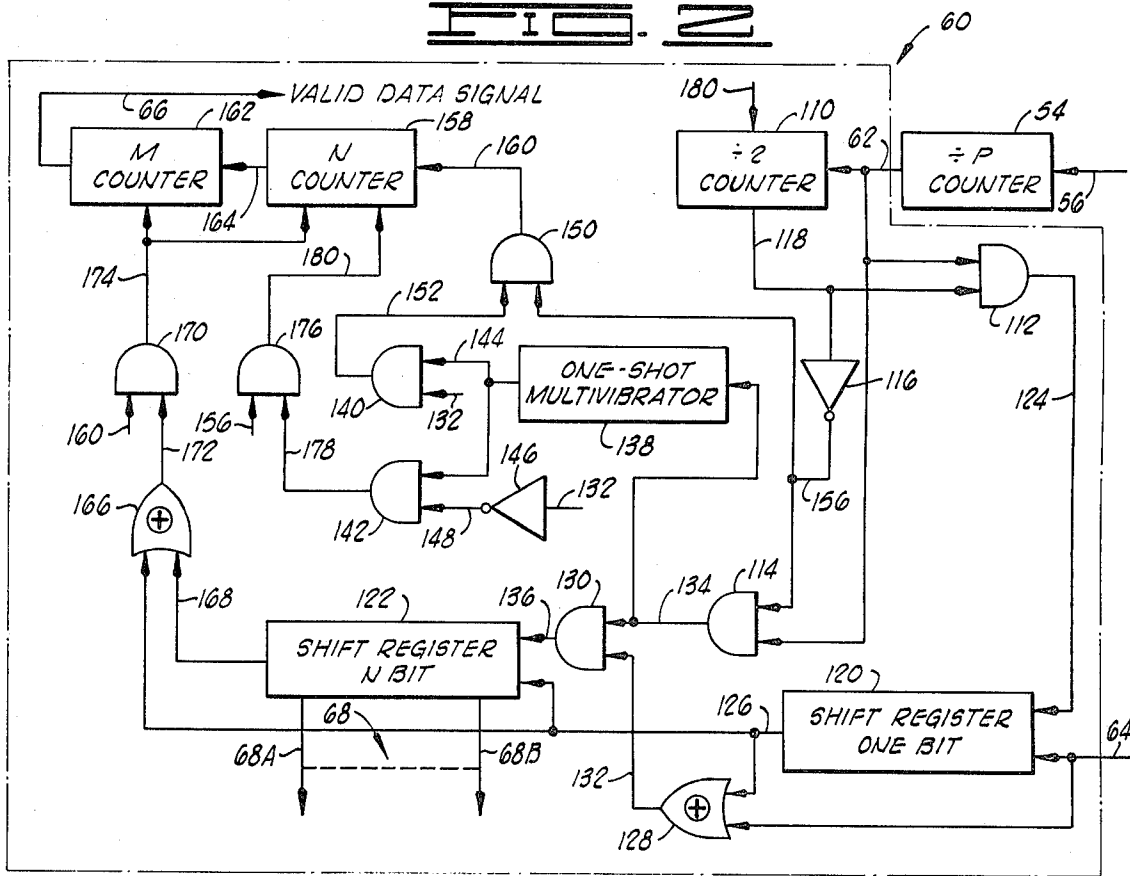 FIG. 2
60
66
VALID DATA SIGNAL
162
158
180
110
54
M
COUNTER
N
COUNTER
160
÷2
COUNTER
62
÷P
COUNTER
56
164
174
180
150
118
112
170
176
152
144
140
132
ONE-SHOT
MULTIVIBRATOR
138
116
124
160
172
156
178
142
146
148
132
156
166
168
122
136
130
134
114
SHIFT REGISTER
N BIT
120
126
SHIFT REGISTER
ONE BIT
64
68
68A
68B
132
128